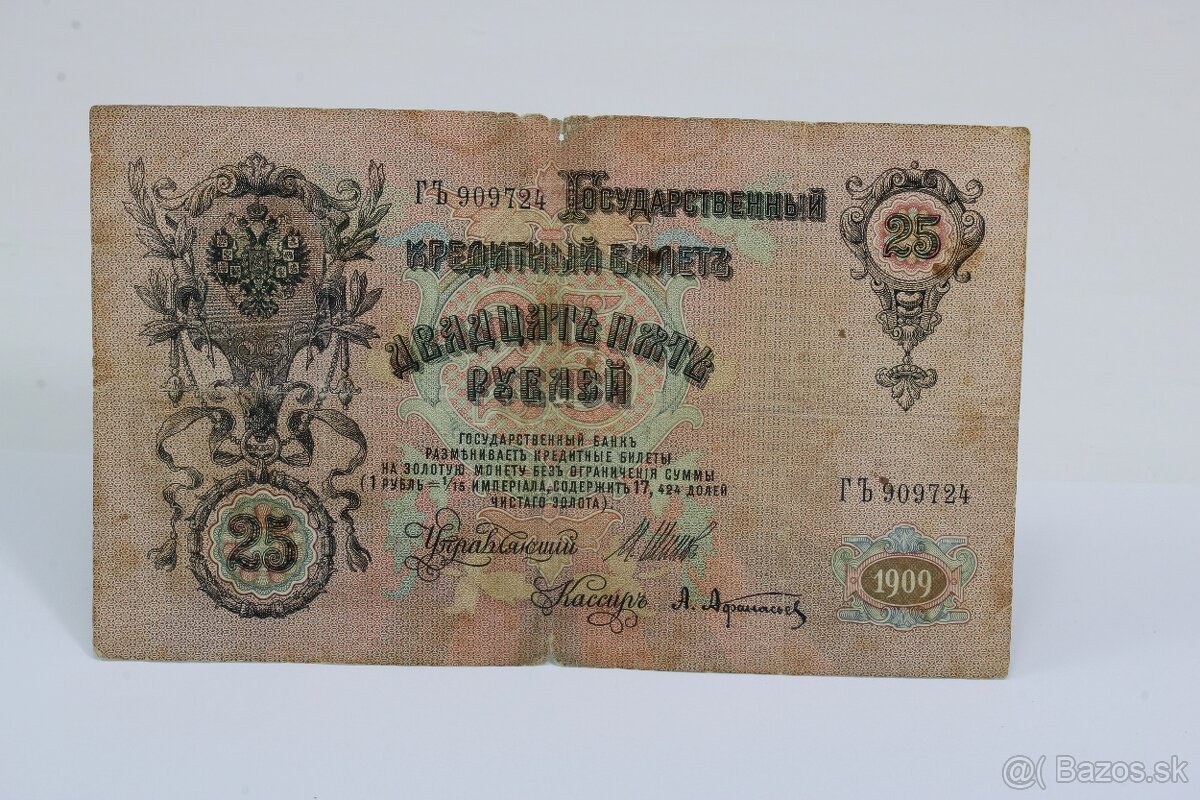 ГЪ 909724 ГОСУДАРСТВЕННЫЙ
КРЕДИТНЫЙ БИЛЕТЪ
25
ДВАДЦАТЬ ПЯТЬ
РУБЛЕЙ
ГОСУДАРСТВЕННЫЙ БАНКЪ
РАЗМѢНИВАЕТЪ КРЕДИТНЫЕ БИЛЕТЫ
НА ЗОЛОТУЮ МОНЕТУ БЕЗЪ ОГРАНИЧЕНІЯ СУММЫ
(1 РУБЛЬ = 1/15 ИМПЕРІАЛА, СОДЕРЖИТЪ 17,424 ДОЛЕЙ
ЧИСТАГО ЗОЛОТА).
ГЪ 909724
25
Управляющій
Кассиръ А. Афанасьев
1909
@( Bazos.sk